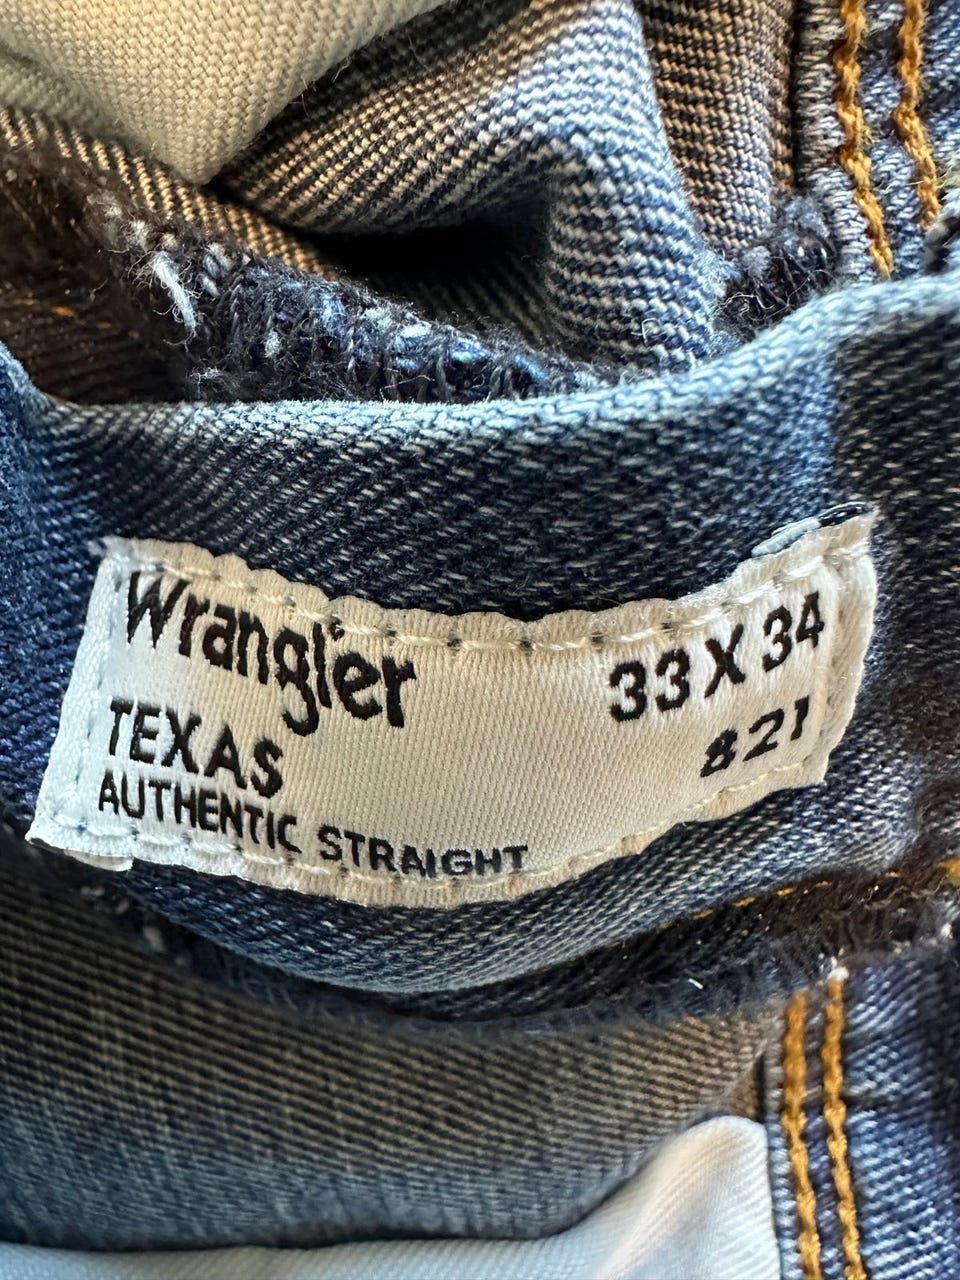 Wrangler
33 X 34
TEXAS
821
AUTHENTIC STRAIGHT